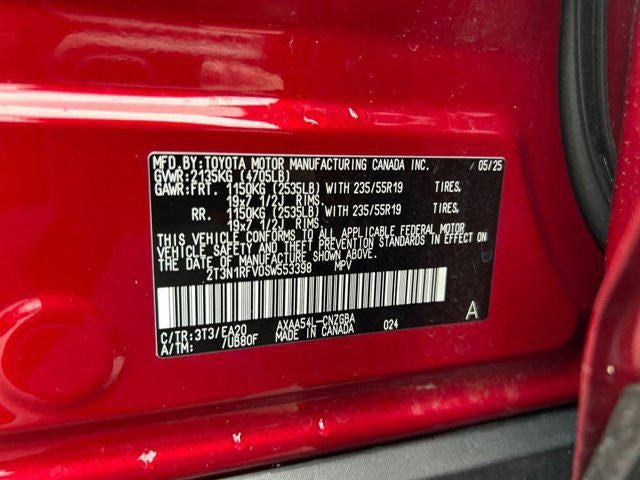 MFD.BY:TOYOTA MOTOR MANUFACTURING CANADA INC. 05/25
GVWR:2135KG (4705LB)
GAWR:FRT. 1150KG (2535LB) WITH 235/55R19 TIRES,
19x7 1/2J RIMS.
RR. 1150KG (2535LB) WITH 235/55R19 TIRES,
19x7 1/2J RIMS.
THIS VEHICLE CONFORMS TO ALL APPLICABLE FEDERAL MOTOR
VEHICLE SAFETY AND THEFT PREVENTION STANDARDS IN EFFECT
ON THE DATE OF MANUFACTURE SHOWN ABOVE.
2T3N1RFV0SW553398 MPV
C/TR:3T3/EA20 AXAA54L-CNZGBA 024 A
A/TM: 7UB80F MADE IN CANADA